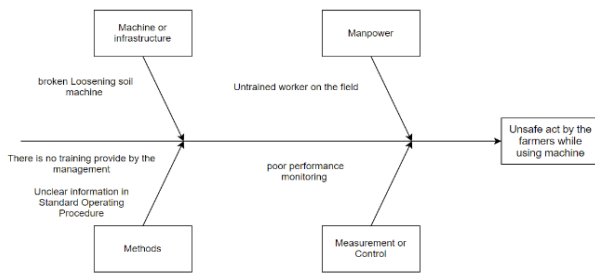 Machine or
infrastructure
Manpower
broken Loosening soil
machine
Untrained worker on the field
Unsafe act by the
farmers while
using machine
There is no training provide by the
management
poor performance
monitoring
Unclear information in
Standard Operating
Procedure
Methods
Measurement or
Control